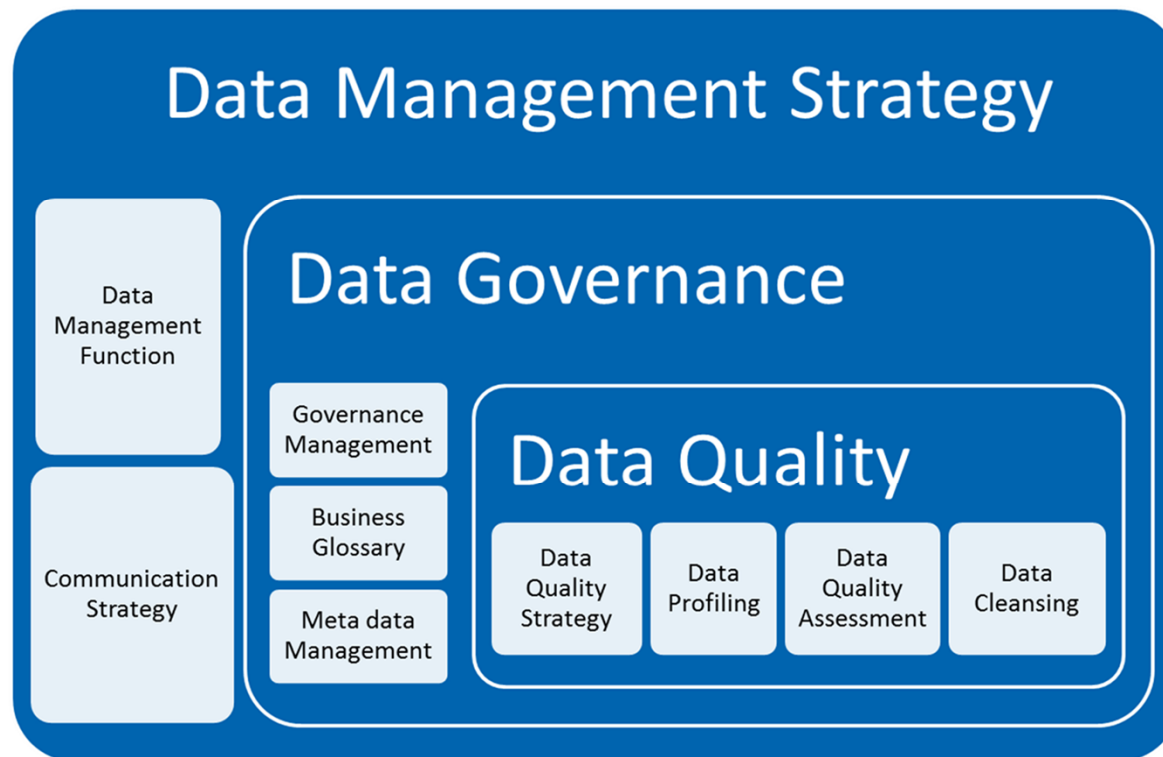 Data Management Strategy
Data
Management
Function
Communication
Strategy
Data Governance
Governance
Management
Business
Glossary
Meta data
Management
Data Quality
Data
Quality
Strategy
Data
Profiling
Data
Quality
Assessment
Data
Cleansing